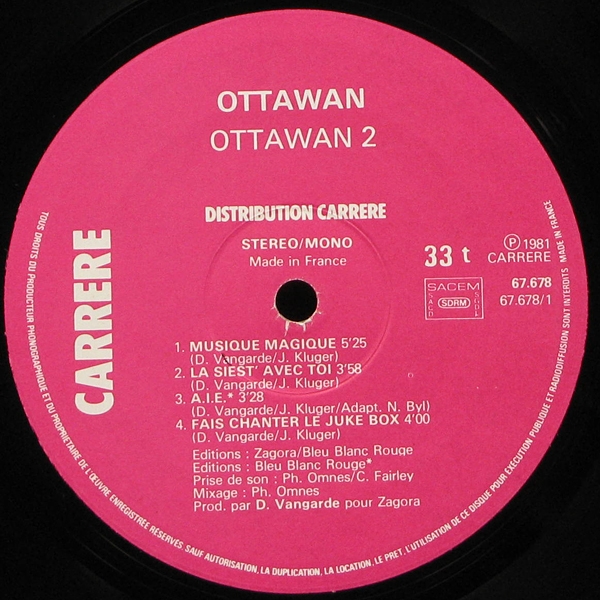 OTTAWAN
OTTAWAN 2
DISTRIBUTION CARRERE
STEREO/MONO
Made in France
33 t
℗ 1981
CARRERE
SACEM
SACD
SDRM
SGDL
67.678
67.678/1
CARRERE
1. MUSIQUE MAGIQUE 5'25
(D. Vangarde/J. Kluger)
2. LA SIEST' AVEC TOI 3'58
(D. Vangarde/J. Kluger)
3. A.I.E.* 3'28
(D. Vangarde/J. Kluger/Adapt. N. Byl)
4. FAIS CHANTER LE JUKE BOX 4'00
(D. Vangarde/J. Kluger)
Editions : Zagora/Bleu Blanc Rouge
Editions : Bleu Blanc Rouge*
Prise de son : Ph. Omnes/C. Fairley
Mixage : Ph. Omnes
Prod. par D. Vangarde pour Zagora
TOUS DROITS DU PRODUCTEUR PHONOGRAPHIQUE ET DU PROPRIETAIRE DE L'ŒUVRE ENREGISTREE RESERVES. SAUF AUTORISATION, LA DUPLICATION, LA LOCATION, LE PRET, L'UTILISATION DE CE DISQUE POUR EXECUTION PUBLIQUE ET RADIODIFFUSION SONT INTERDITS MADE IN FRANCE